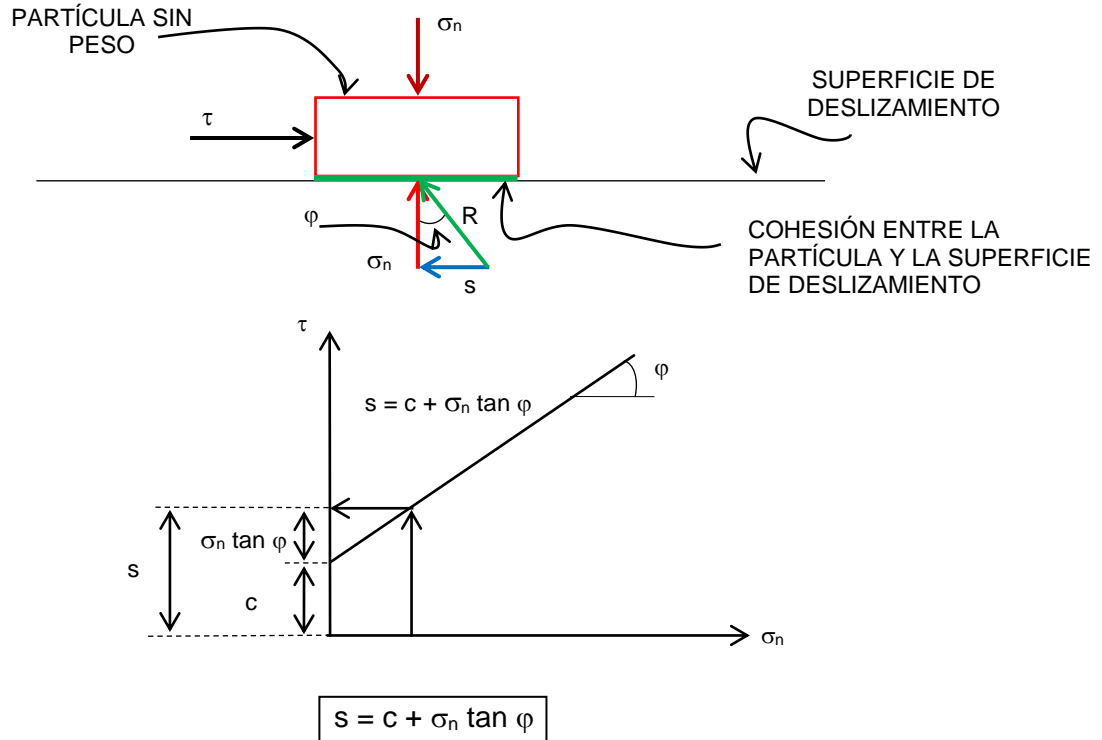 PARTÍCULA SIN
PESO
σn
SUPERFICIE DE
DESLIZAMIENTO
τ
φ
R
COHESIÓN ENTRE LA
PARTÍCULA Y LA SUPERFICIE
DE DESLIZAMIENTO
σn
s
τ
φ
s = c + σn tan φ
σn tan φ
s
c
σn
s = c + σn tan φ